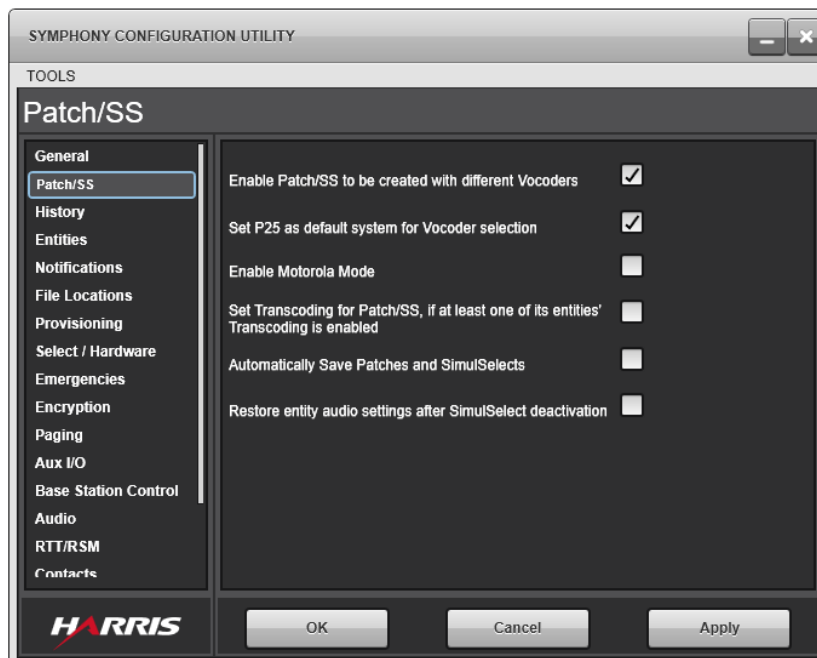 SYMPHONY CONFIGURATION UTILITY
TOOLS
Patch/SS
General
Patch/SS
History
Entities
Notifications
File Locations
Provisioning
Select / Hardware
Emergencies
Encryption
Paging
Aux I/O
Base Station Control
Audio
RTT/RSM
Contacts
Enable Patch/SS to be created with different Vocoders
Set P25 as default system for Vocoder selection
Enable Motorola Mode
Set Transcoding for Patch/SS, if at least one of its entities'
Transcoding is enabled
Automatically Save Patches and SimulSelects
Restore entity audio settings after SimulSelect deactivation
HARRIS
OK
Cancel
Apply